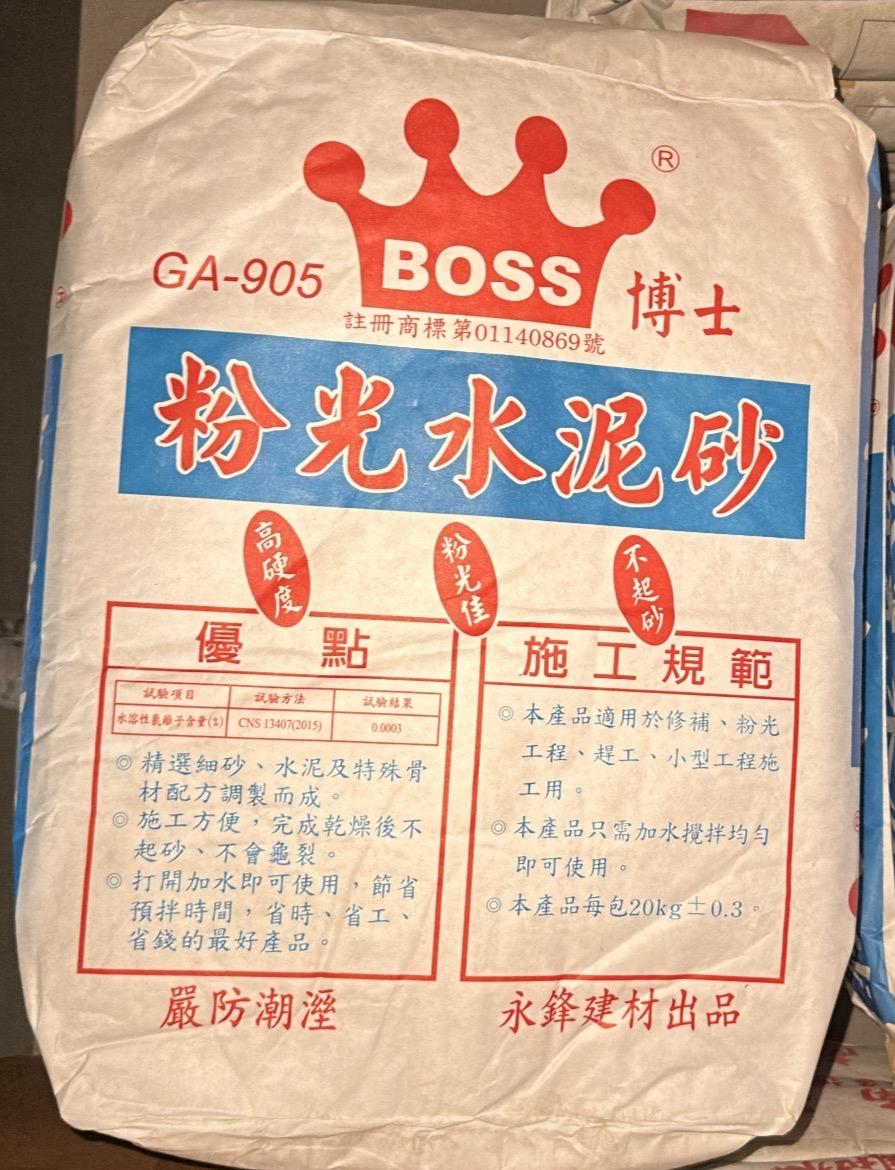 ®
BOSS
GA-905
博士
註冊商標第01140869號
粉光水泥砂
高硬度
粉光佳
不起砂
優點
試驗項目 試驗方法 試驗結果
水溶性氯離子含量(%) CNS 13407(2015) 0.0003
◎精選細砂、水泥及特殊骨
材配方調製而成。
◎施工方便，完成乾燥後不
起砂、不會龜裂。
◎打開加水即可使用，節省
預拌時間，省時、省工、
省錢的最好產品。
施工規範
◎本產品適用於修補、粉光
工程、趕工、小型工程施
工用。
◎本產品只需加水攪拌均勻
即可使用。
◎本產品每包20kg±0.3。
嚴防潮溼
永鋒建材出品